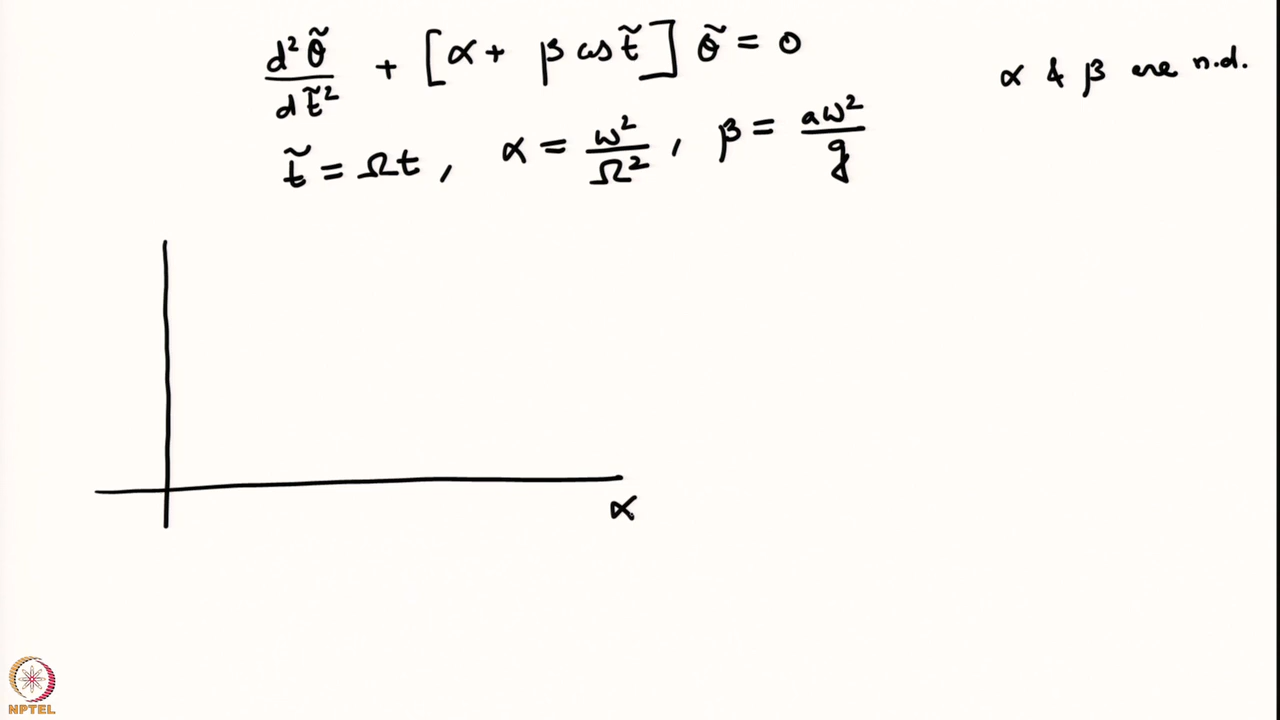 d²θ̃/dt̃² + [α + β cos t̃] θ̃ = 0
α & β are n.d.
t̃ = Ωt, α = ω²/Ω², β = aω²/g
α
NPTEL